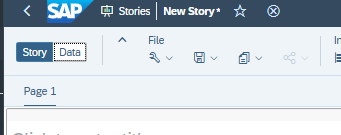 SAP Stories New Story *
File
Story Data
Page 1